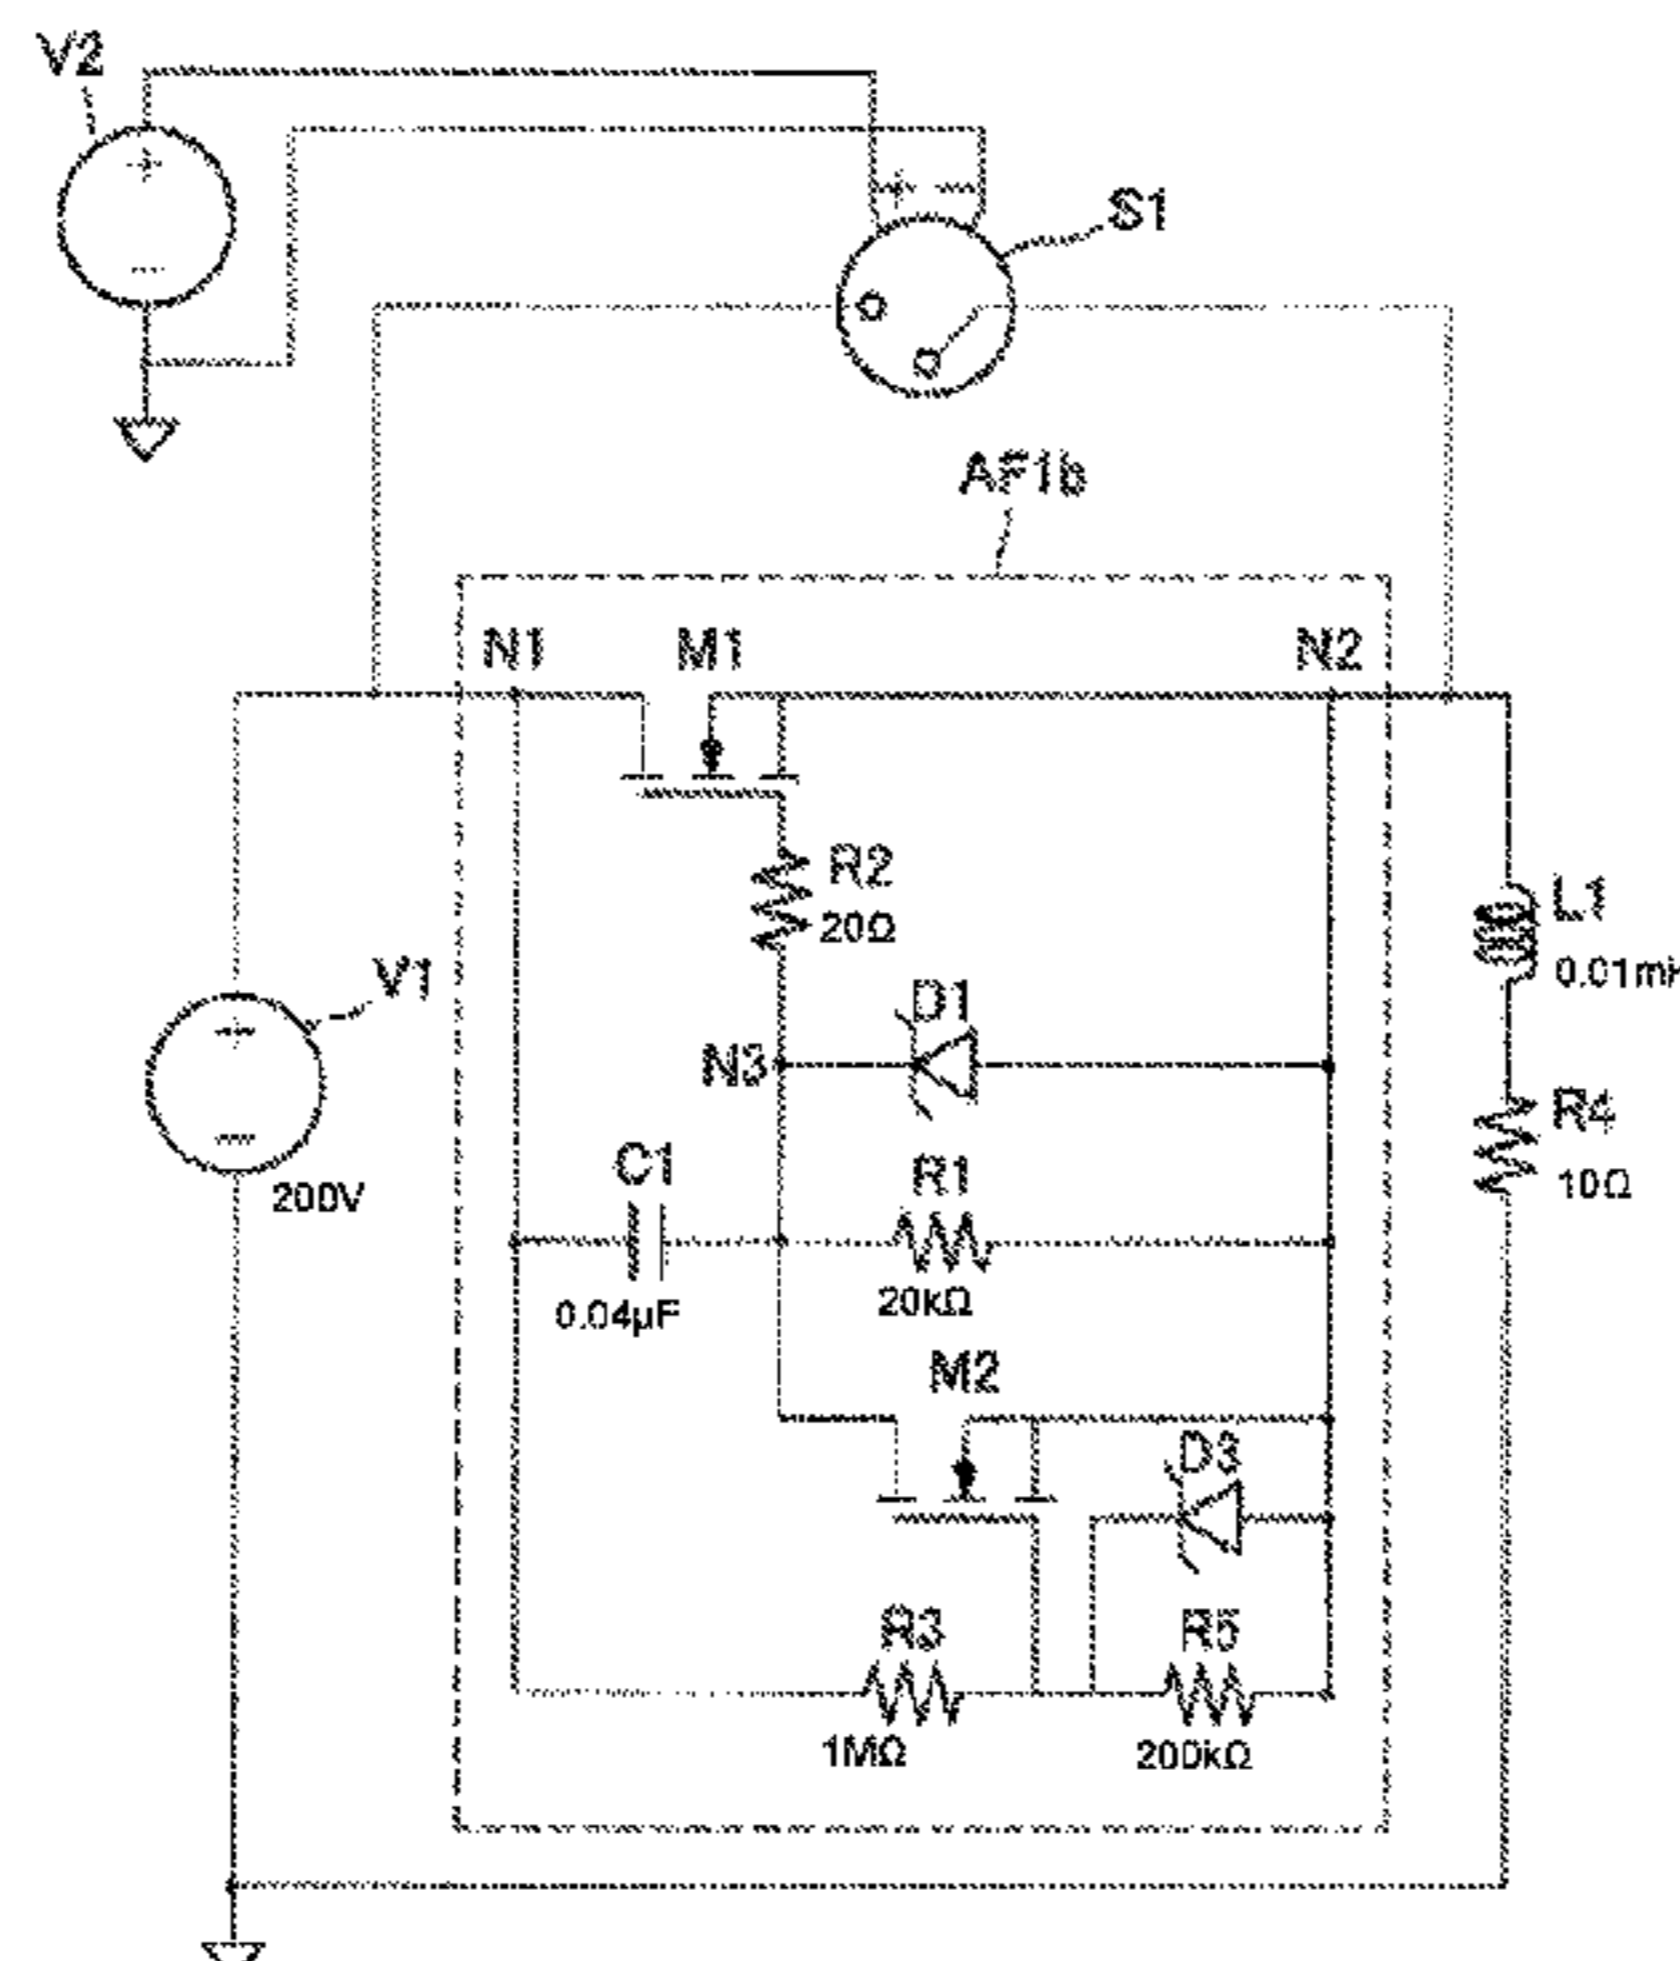 V2
S1
AF1b
N1 M1 N2
R2
20Ω
L1
0.01m
V1
D1
N3
R4
10Ω
C1
R1
200V
0.04μF
20kΩ
M2
D3
R3
R5
1MΩ
200kΩ